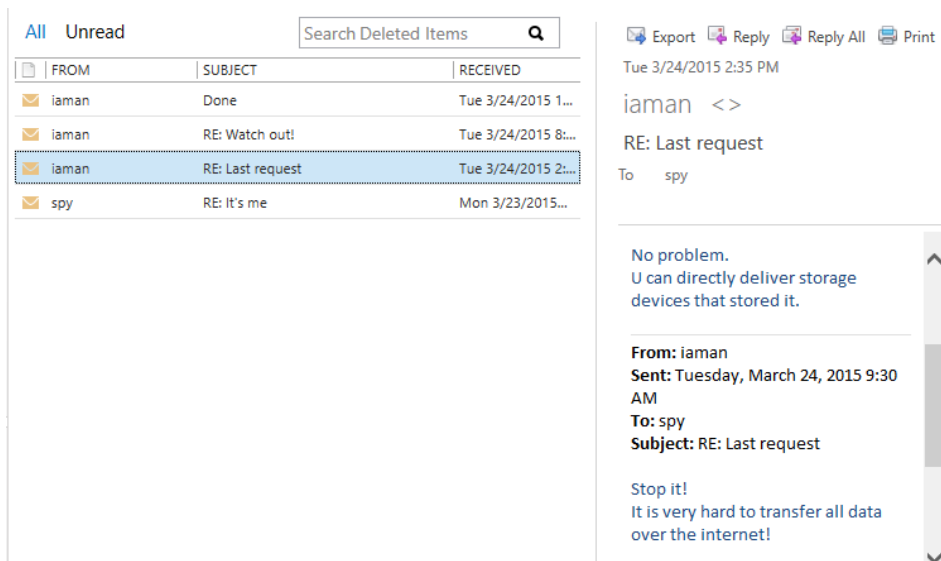 All Unread
Search Deleted Items
FROM SUBJECT RECEIVED
iaman Done Tue 3/24/2015 1...
iaman RE: Watch out! Tue 3/24/2015 8:...
iaman RE: Last request Tue 3/24/2015 2:...
spy RE: It's me Mon 3/23/2015...
Export Reply Reply All Print
Tue 3/24/2015 2:35 PM
iaman <>
RE: Last request
To spy
No problem.
U can directly deliver storage
devices that stored it.
From: iaman
Sent: Tuesday, March 24, 2015 9:30
AM
To: spy
Subject: RE: Last request
Stop it!
It is very hard to transfer all data
over the internet!